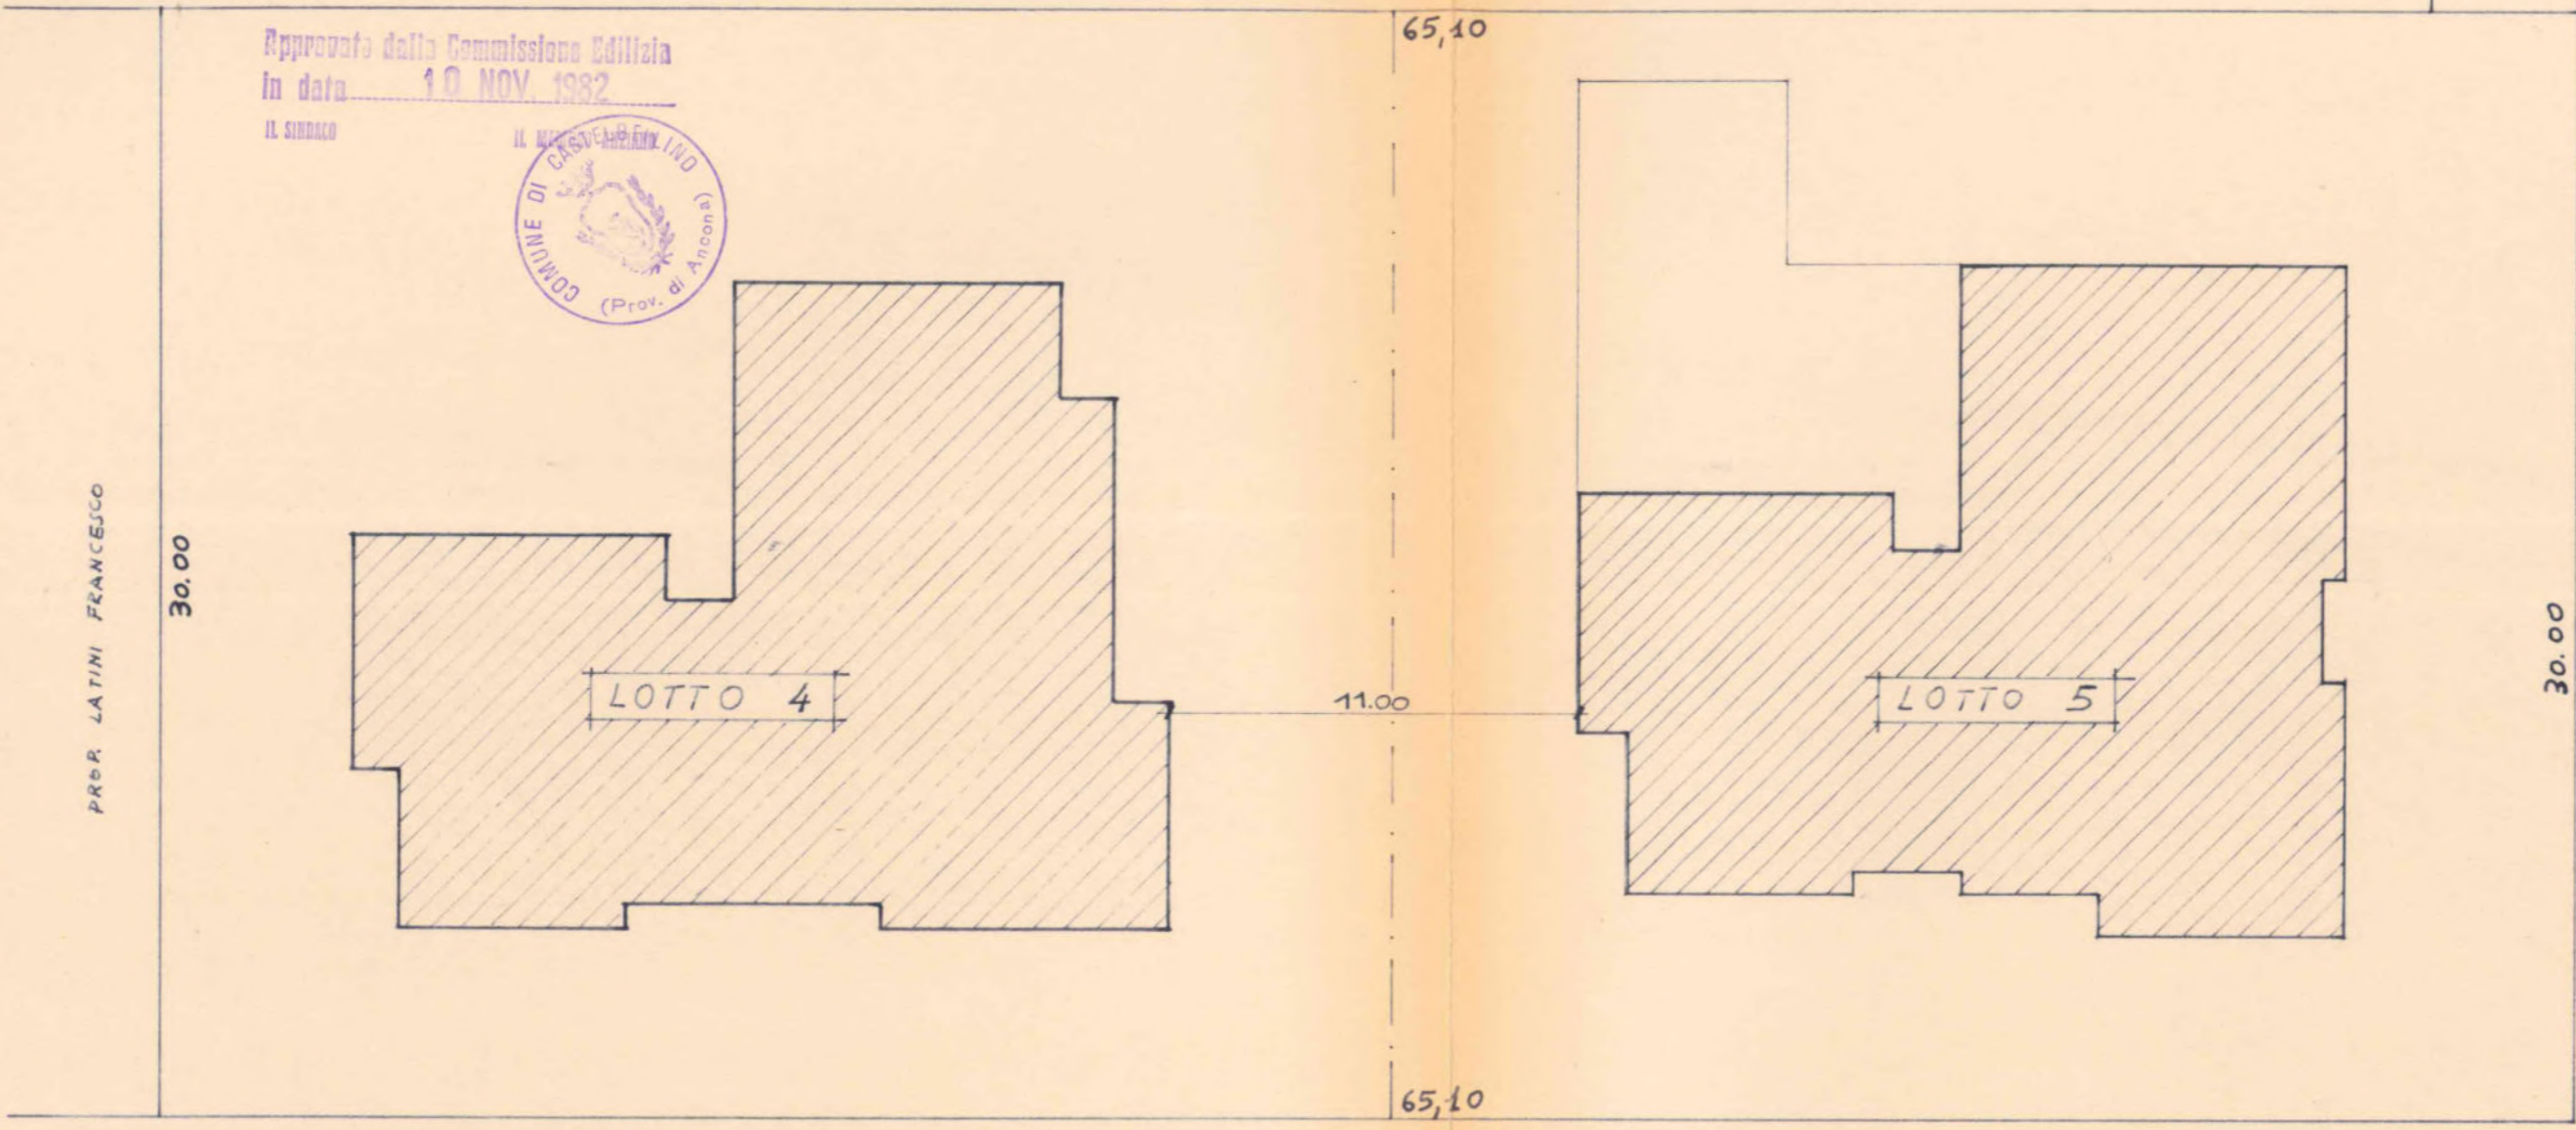 65,10
Approvato dalla Commissione Edilizia
in data 10 NOV. 1982
IL SINDACO
IL
COMUNE DI CASTELBELLINO
(Prov. di Ancona)
PROP. LATINI FRANCESCO
30.00
LOTTO 4
11.00
LOTTO 5
30.00
65,10